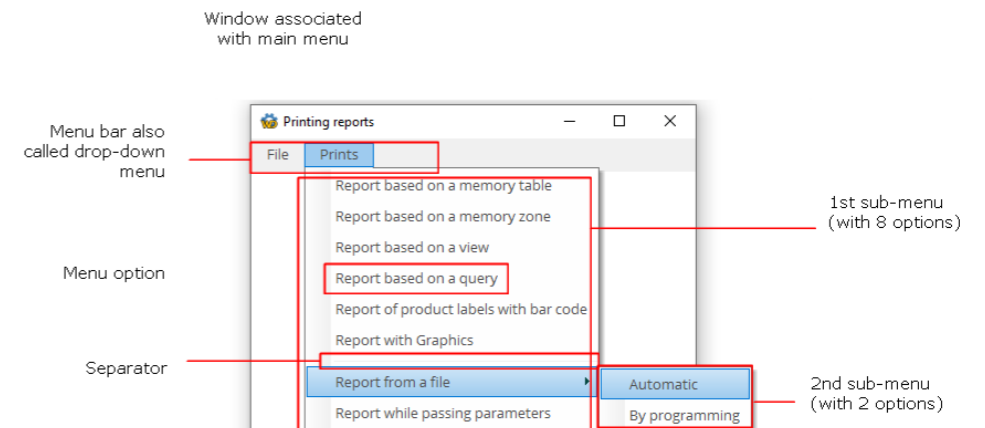 Window associated
with main menu
Printing reports
Menu bar also
called drop-down
menu
File Prints
Report based on a memory table
Report based on a memory zone
1st sub-menu
(with 8 options)
Report based on a view
Menu option
Report based on a query
Report of product labels with bar code
Report with Graphics
Separator
Report from a file
Automatic
2nd sub-menu
(with 2 options)
Report while passing parameters
By programming